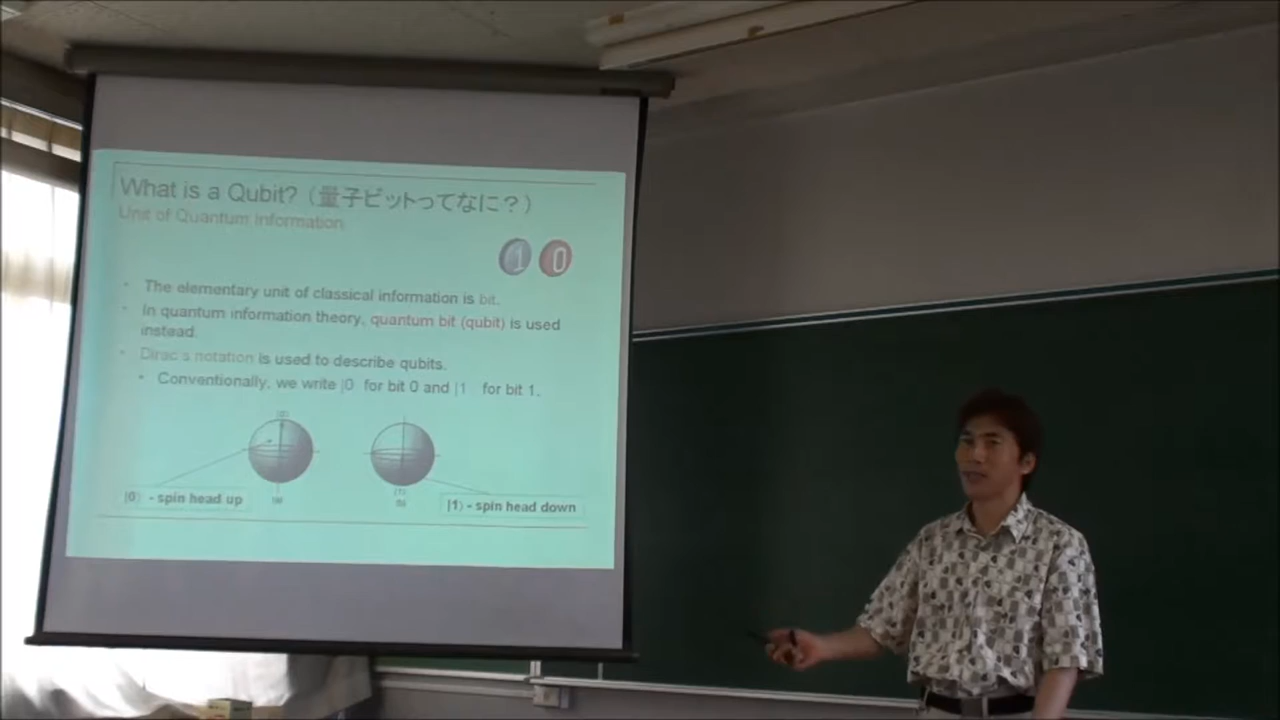 What is a Qubit? (量子ビットってなに？)
Unit of Quantum Information
1 0
The elementary unit of classical information is bit.
In quantum information theory, quantum bit (qubit) is used
instead.
Dirac's notation is used to describe qubits.
Conventionally, we write |0 for bit 0 and |1 for bit 1.
|0⟩ |1⟩
(a) (b)
|0⟩ - spin head up
|1⟩ - spin head down